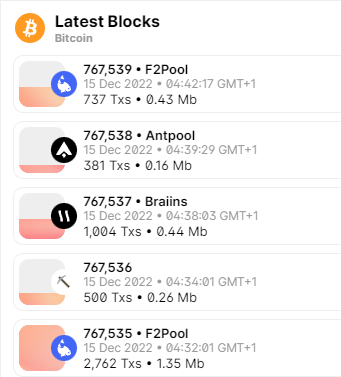 Latest Blocks
Bitcoin
767,539 • F2Pool
15 Dec 2022 • 04:42:17 GMT+1
737 Txs • 0.43 Mb
767,538 • Antpool
15 Dec 2022 • 04:39:29 GMT+1
381 Txs • 0.16 Mb
767,537 • Braiins
15 Dec 2022 • 04:38:03 GMT+1
1,004 Txs • 0.44 Mb
767,536
15 Dec 2022 • 04:34:01 GMT+1
500 Txs • 0.26 Mb
767,535 • F2Pool
15 Dec 2022 • 04:32:01 GMT+1
2,762 Txs • 1.35 Mb